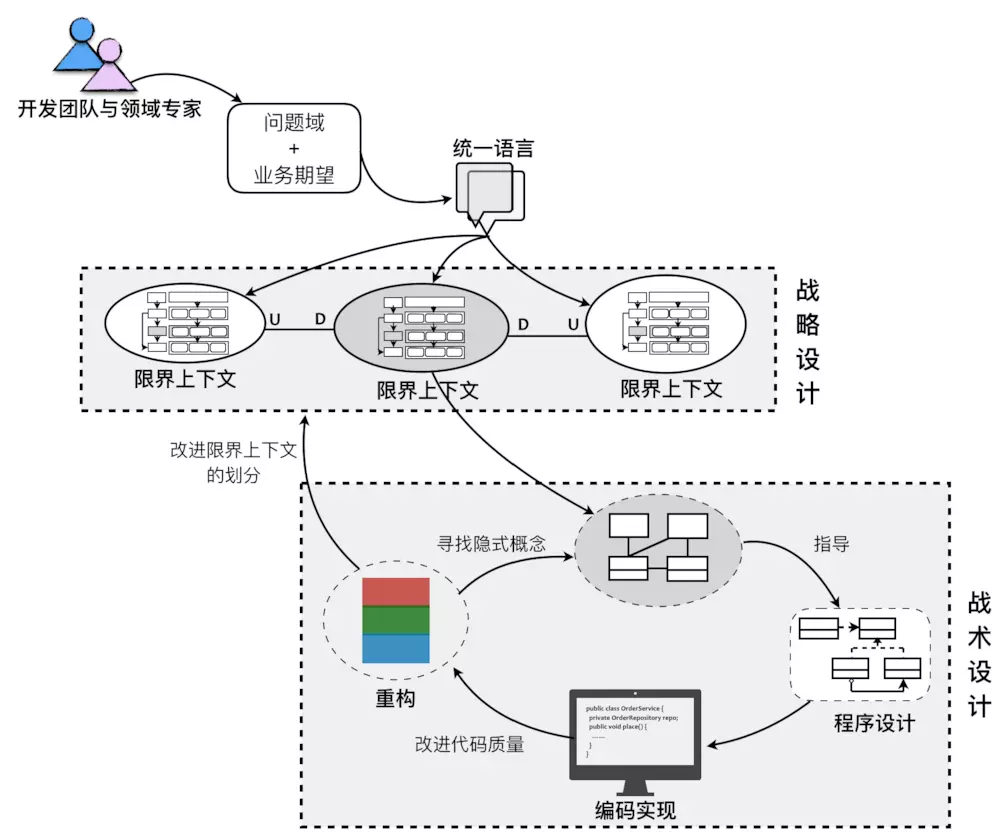 开发团队与领域专家
问题域
+
业务期望
统一语言
战略设计
U
D
D
U
限界上下文
限界上下文
限界上下文
改进限界上下文
的划分
寻找隐式概念
指导
战术设计
重构
程序设计
改进代码质量
public class OrderService {
private OrderRepository repo;
public void place() {
……
}
}
编码实现